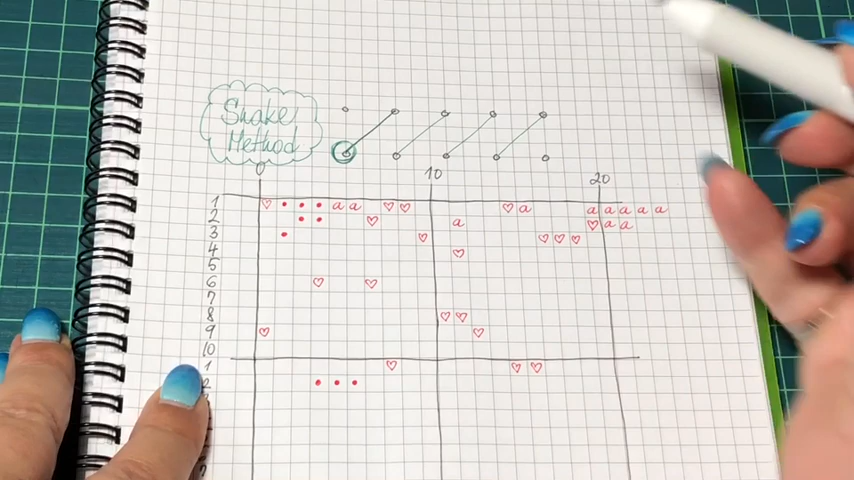 Snake
Method
0 10 20
1 ♡ • • • a a ♡ ♡ ♡ a a a a a a
2 • • ♡ a ♡ a a
3 • ♡ ♡ ♡ ♡
4 ♡
5
6 ♡ ♡
7
8 ♡ ♡
9 ♡ ♡
10
1 ♡ ♡ ♡
2 • • •